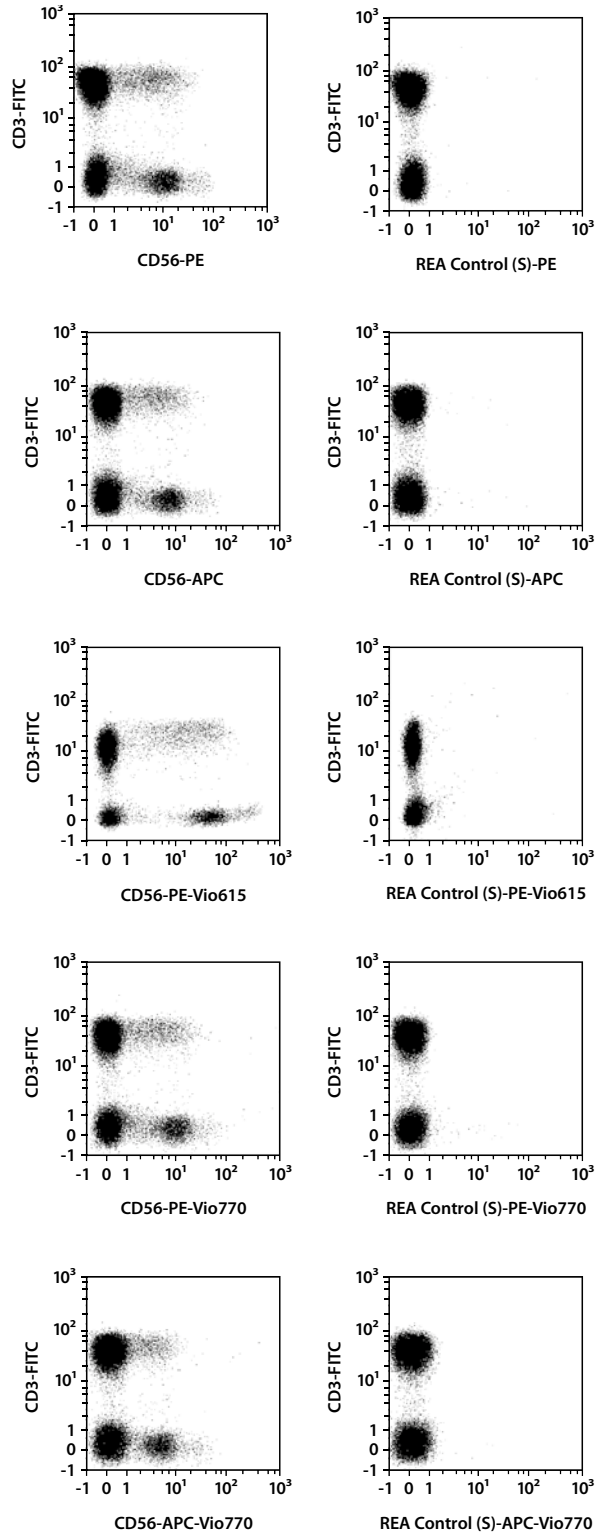 10³
10²
10¹
1
0
-1
CD3-FITC
-1 0 1 10¹ 10² 10³
CD56-PE
10³
10²
10¹
1
0
-1
CD3-FITC
-1 0 1 10¹ 10² 10³
REA Control (S)-PE
10³
10²
10¹
1
0
-1
CD3-FITC
-1 0 1 10¹ 10² 10³
CD56-APC
10³
10²
10¹
1
0
-1
CD3-FITC
-1 0 1 10¹ 10² 10³
REA Control (S)-APC
10³
10²
10¹
1
0
-1
CD3-FITC
-1 0 1 10¹ 10² 10³
CD56-PE-Vio615
10³
10²
10¹
1
0
-1
CD3-FITC
-1 0 1 10¹ 10² 10³
REA Control (S)-PE-Vio615
10³
10²
10¹
1
0
-1
CD3-FITC
-1 0 1 10¹ 10² 10³
CD56-PE-Vio770
10³
10²
10¹
1
0
-1
CD3-FITC
-1 0 1 10¹ 10² 10³
REA Control (S)-PE-Vio770
10³
10²
10¹
1
0
-1
CD3-FITC
-1 0 1 10¹ 10² 10³
CD56-APC-Vio770
10³
10²
10¹
1
0
-1
CD3-FITC
-1 0 1 10¹ 10² 10³
REA Control (S)-APC-Vio770